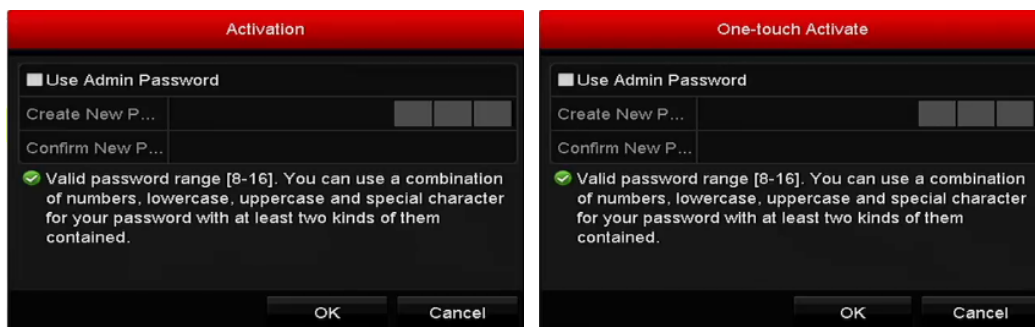 Activation
Use Admin Password
Create New P...
Confirm New P...
Valid password range [8-16]. You can use a combination
of numbers, lowercase, uppercase and special character
for your password with at least two kinds of them
contained.
OK
Cancel
One-touch Activate
Use Admin Password
Create New P...
Confirm New P...
Valid password range [8-16]. You can use a combination
of numbers, lowercase, uppercase and special character
for your password with at least two kinds of them
contained.
OK
Cancel